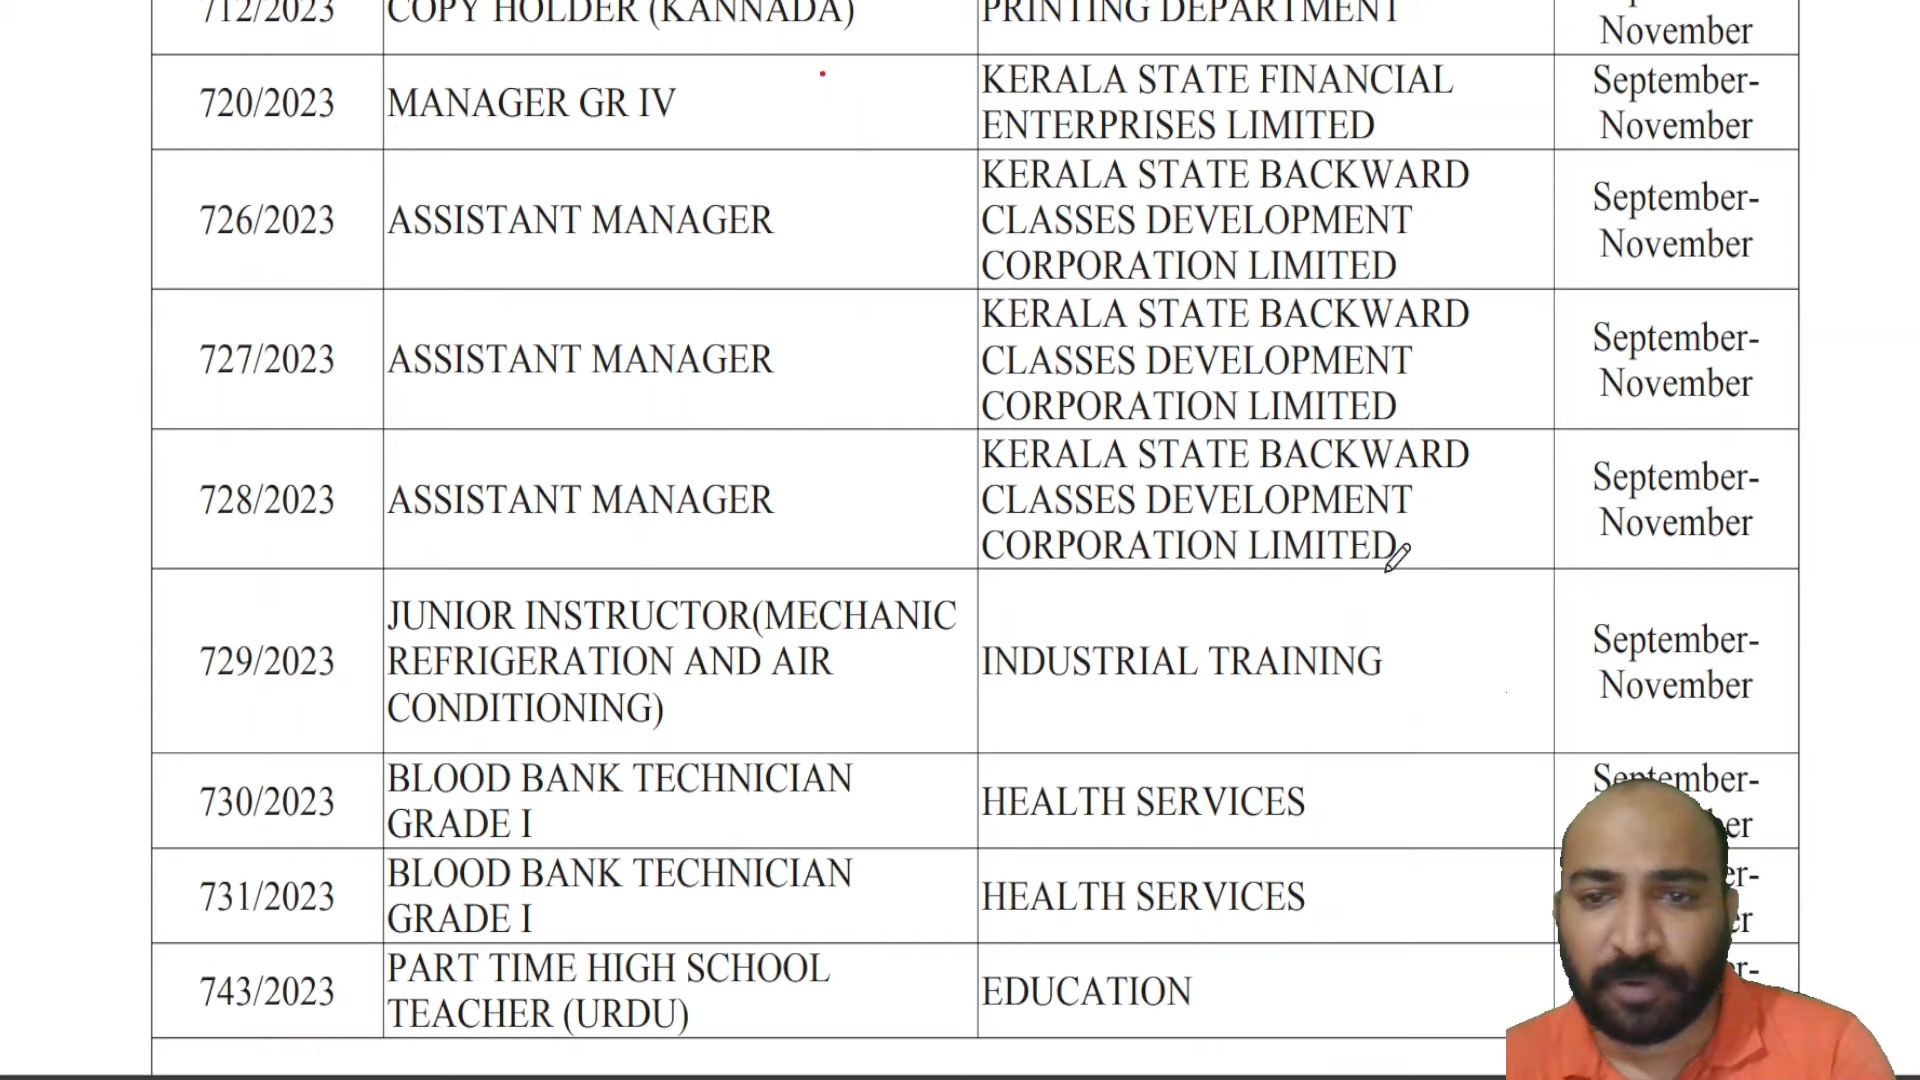 712/2023
COPY HOLDER (KANNADA)
PRINTING DEPARTMENT
November
720/2023
MANAGER GR IV
KERALA STATE FINANCIAL
ENTERPRISES LIMITED
September-
November
726/2023
ASSISTANT MANAGER
KERALA STATE BACKWARD
CLASSES DEVELOPMENT
CORPORATION LIMITED
September-
November
727/2023
ASSISTANT MANAGER
KERALA STATE BACKWARD
CLASSES DEVELOPMENT
CORPORATION LIMITED
September-
November
728/2023
ASSISTANT MANAGER
KERALA STATE BACKWARD
CLASSES DEVELOPMENT
CORPORATION LIMITED
September-
November
729/2023
JUNIOR INSTRUCTOR(MECHANIC
REFRIGERATION AND AIR
CONDITIONING)
INDUSTRIAL TRAINING
September-
November
730/2023
BLOOD BANK TECHNICIAN
GRADE I
HEALTH SERVICES
September-
731/2023
BLOOD BANK TECHNICIAN
GRADE I
HEALTH SERVICES
743/2023
PART TIME HIGH SCHOOL
TEACHER (URDU)
EDUCATION